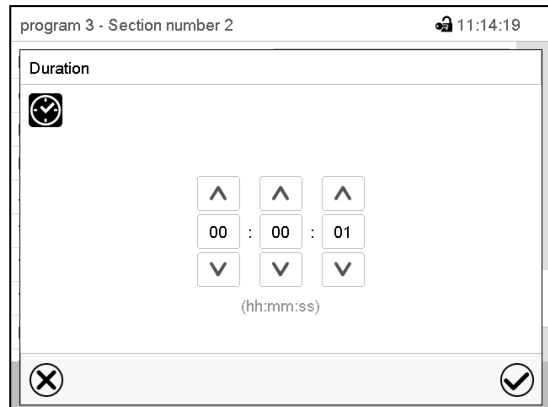 program 3 - Section number 2 11:14:19
Duration
00 : 00 : 01
(hh:mm:ss)